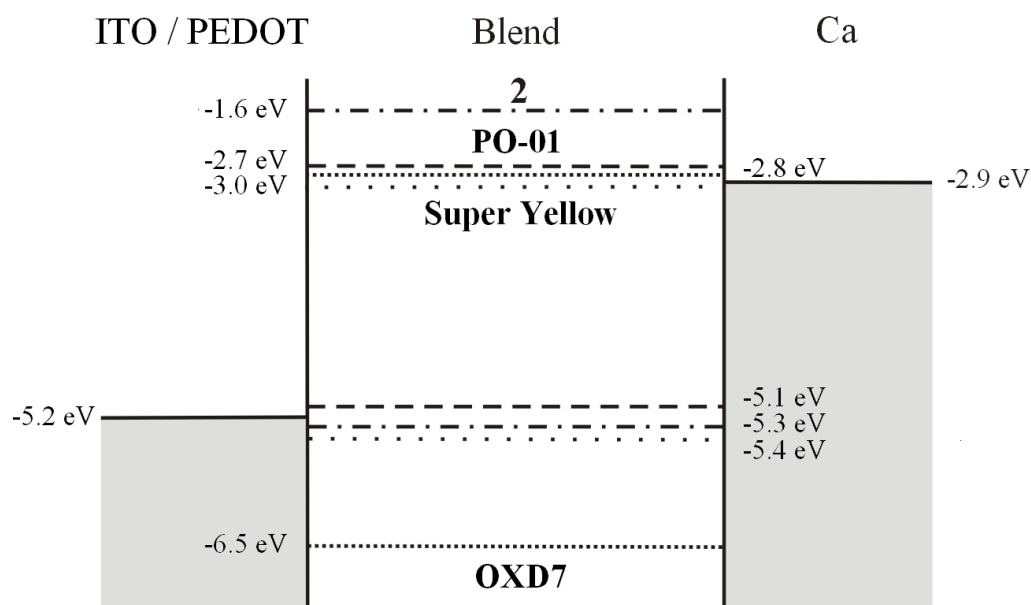 ITO / PEDOT Blend Ca
2
-1.6 eV
PO-01
-2.7 eV
-2.8 eV
-3.0 eV
-2.9 eV
Super Yellow
-5.1 eV
-5.2 eV
-5.3 eV
-5.4 eV
-6.5 eV
OXD7